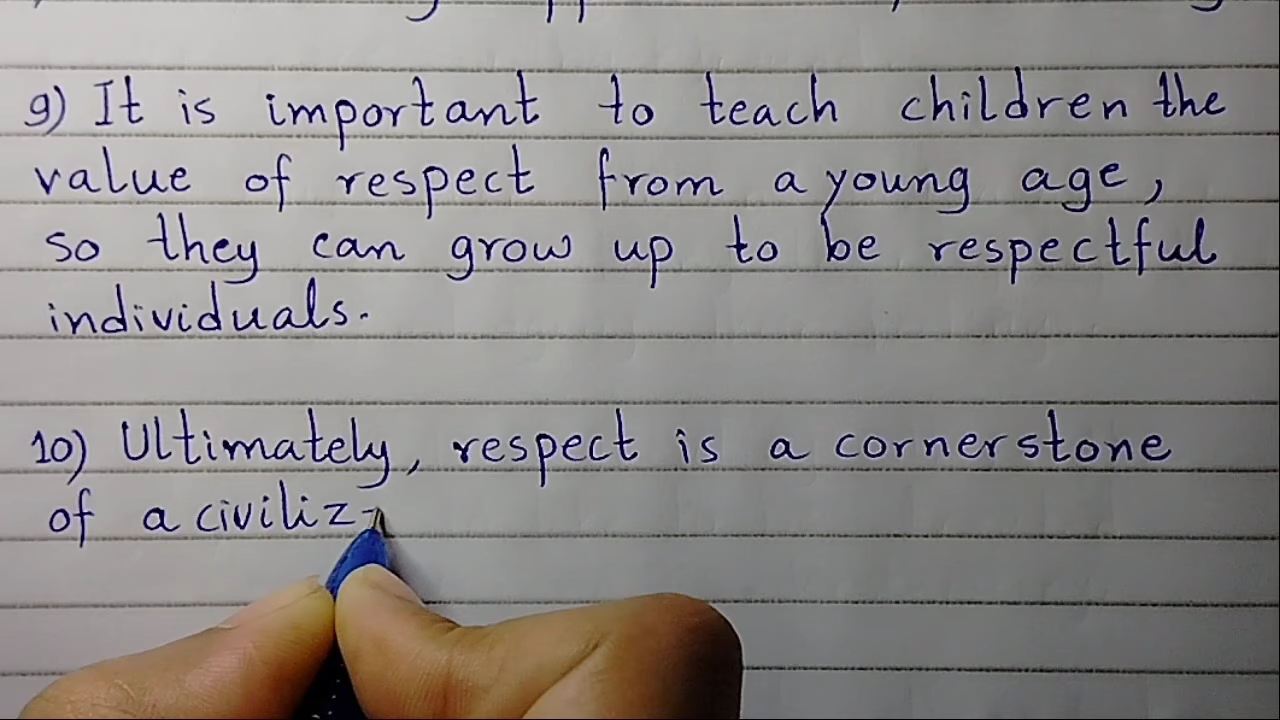 9) It is important to teach children the
value of respect from a young age,
so they can grow up to be respectful
individuals.
10) Ultimately, respect is a cornerstone
of a civiliz